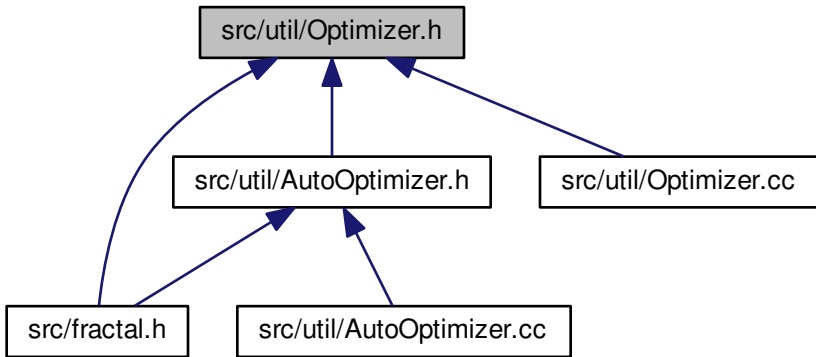 src/util/Optimizer.h
src/util/AutoOptimizer.h
src/util/Optimizer.cc
src/fractal.h
src/util/AutoOptimizer.cc